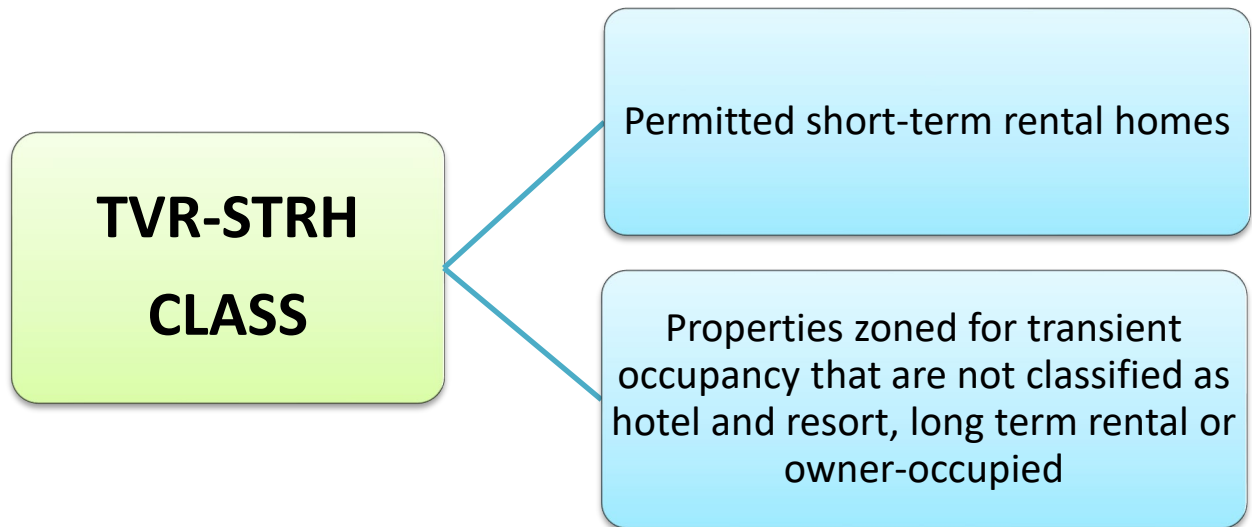 TVR-STRH
CLASS
Permitted short-term rental homes
Properties zoned for transient
occupancy that are not classified as
hotel and resort, long term rental or
owner-occupied